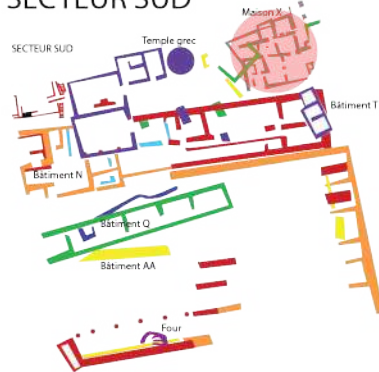 SECTEUR SUD
Maison X
Temple grec
SECTEUR SUD
Bâtiment T
Bâtiment N
Bâtiment Q
Bâtiment AA
Four